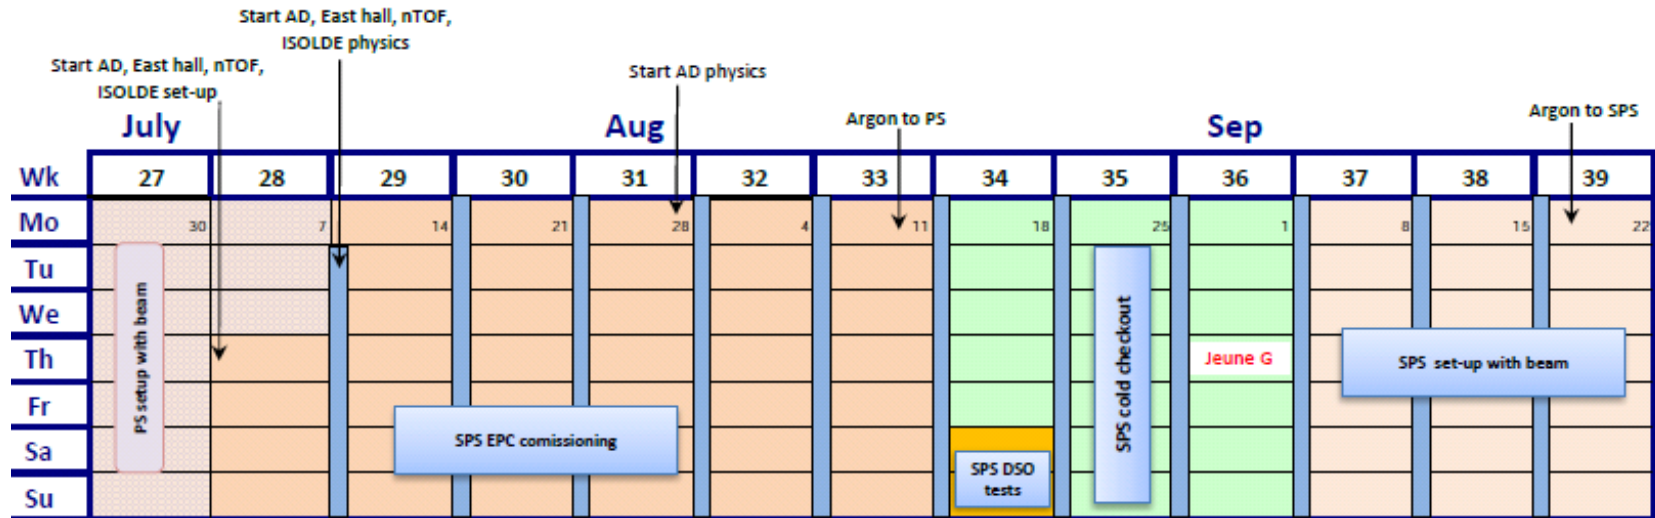 Start AD, East hall, nTOF,
ISOLDE physics
Start AD, East hall, nTOF,
ISOLDE set-up
Start AD physics
Argon to PS
Argon to SPS
July Aug Sep
Wk 27 28 29 30 31 32 33 34 35 36 37 38 39
Mo 30 7 14 21 28 4 11 18 25 1 8 15 22
Tu
We
Th
Fr
Sa
Su
PS setup with beam
SPS EPC comissioning
SPS DSO
tests
SPS cold checkout
Jeune G
SPS set-up with beam